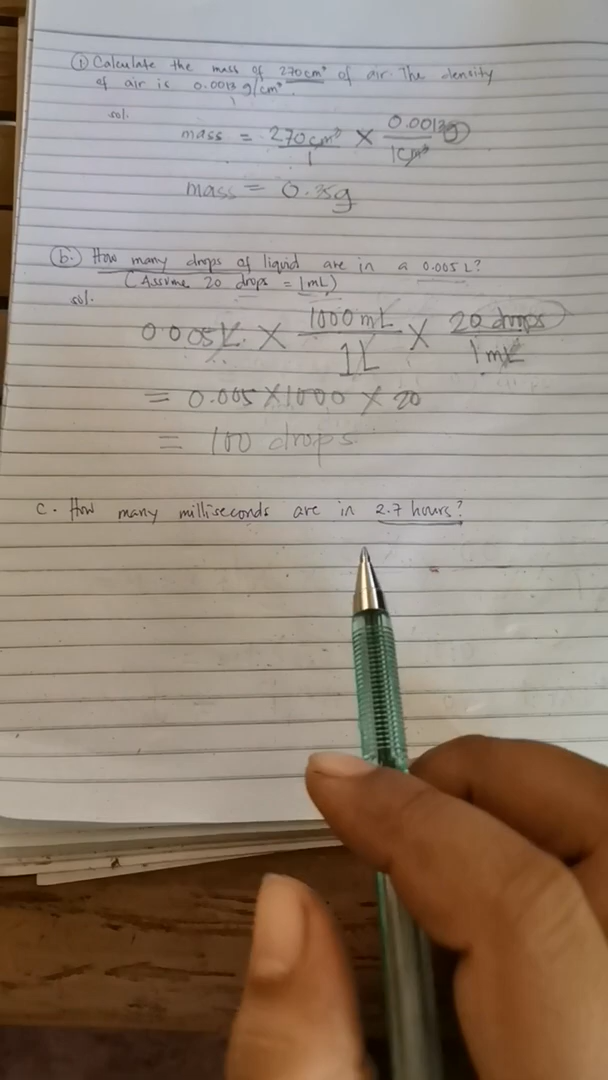 ① Calculate the mass of 270cm³ of air. The density
of air is 0.0013 g/cm³.
sol.
mass = 270cm³ / 1 × 0.0013g / 1cm³
mass = 0.35g
b. How many drops of liquid are in a 0.005 L?
(Assume 20 drops = 1mL)
sol.
0.005L × 1000mL / 1L × 20 drops / 1mL
= 0.005 × 1000 × 20
= 100 drops.
c. How many milliseconds are in 2.7 hours?